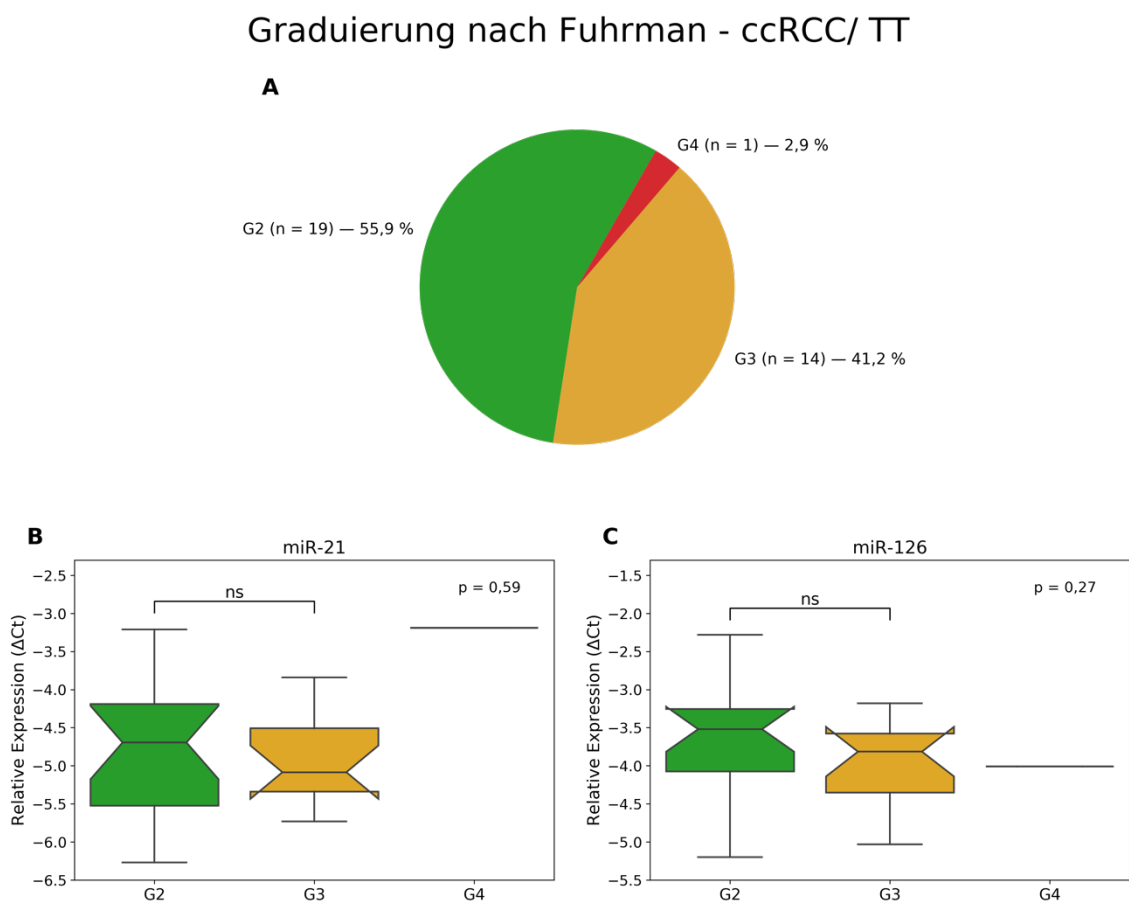 Graduierung nach Fuhrman - ccRCC/ TT
A
G4 (n = 1) — 2,9 %
G2 (n = 19) — 55,9 %
G3 (n = 14) — 41,2 %
B
miR-21
Relative Expression (ΔCt)
−2.5
−3.0
−3.5
−4.0
−4.5
−5.0
−5.5
−6.0
−6.5
ns
p = 0,59
G2
G3
G4
C
miR-126
Relative Expression (ΔCt)
−1.5
−2.0
−2.5
−3.0
−3.5
−4.0
−4.5
−5.0
−5.5
ns
p = 0,27
G2
G3
G4